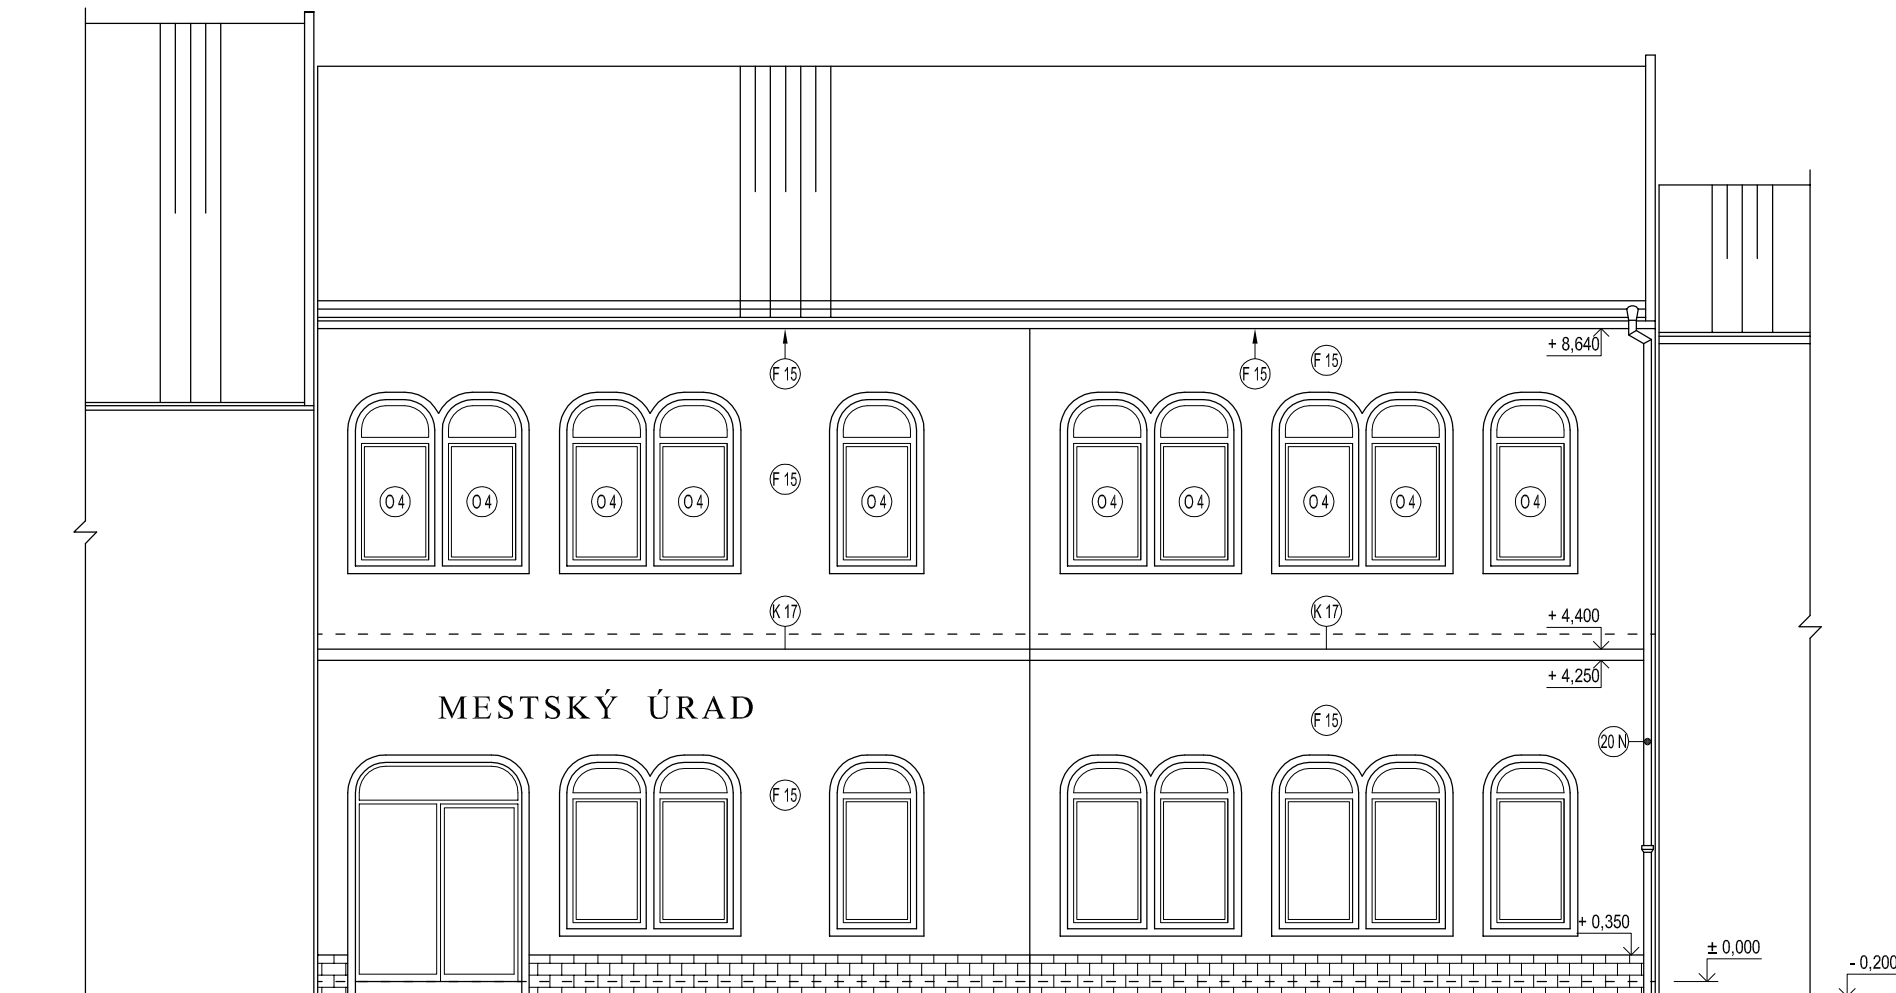 + 8,640
F 15
F 15 F 15
F 15
O 4 O 4 O 4 O 4 O 4 O 4 O 4 O 4 O 4 O 4
K 17 K 17
+ 4,400
+ 4,250
MESTSKÝ ÚRAD
F 15
20 N
F 15
+ 0,350
± 0,000
- 0,200